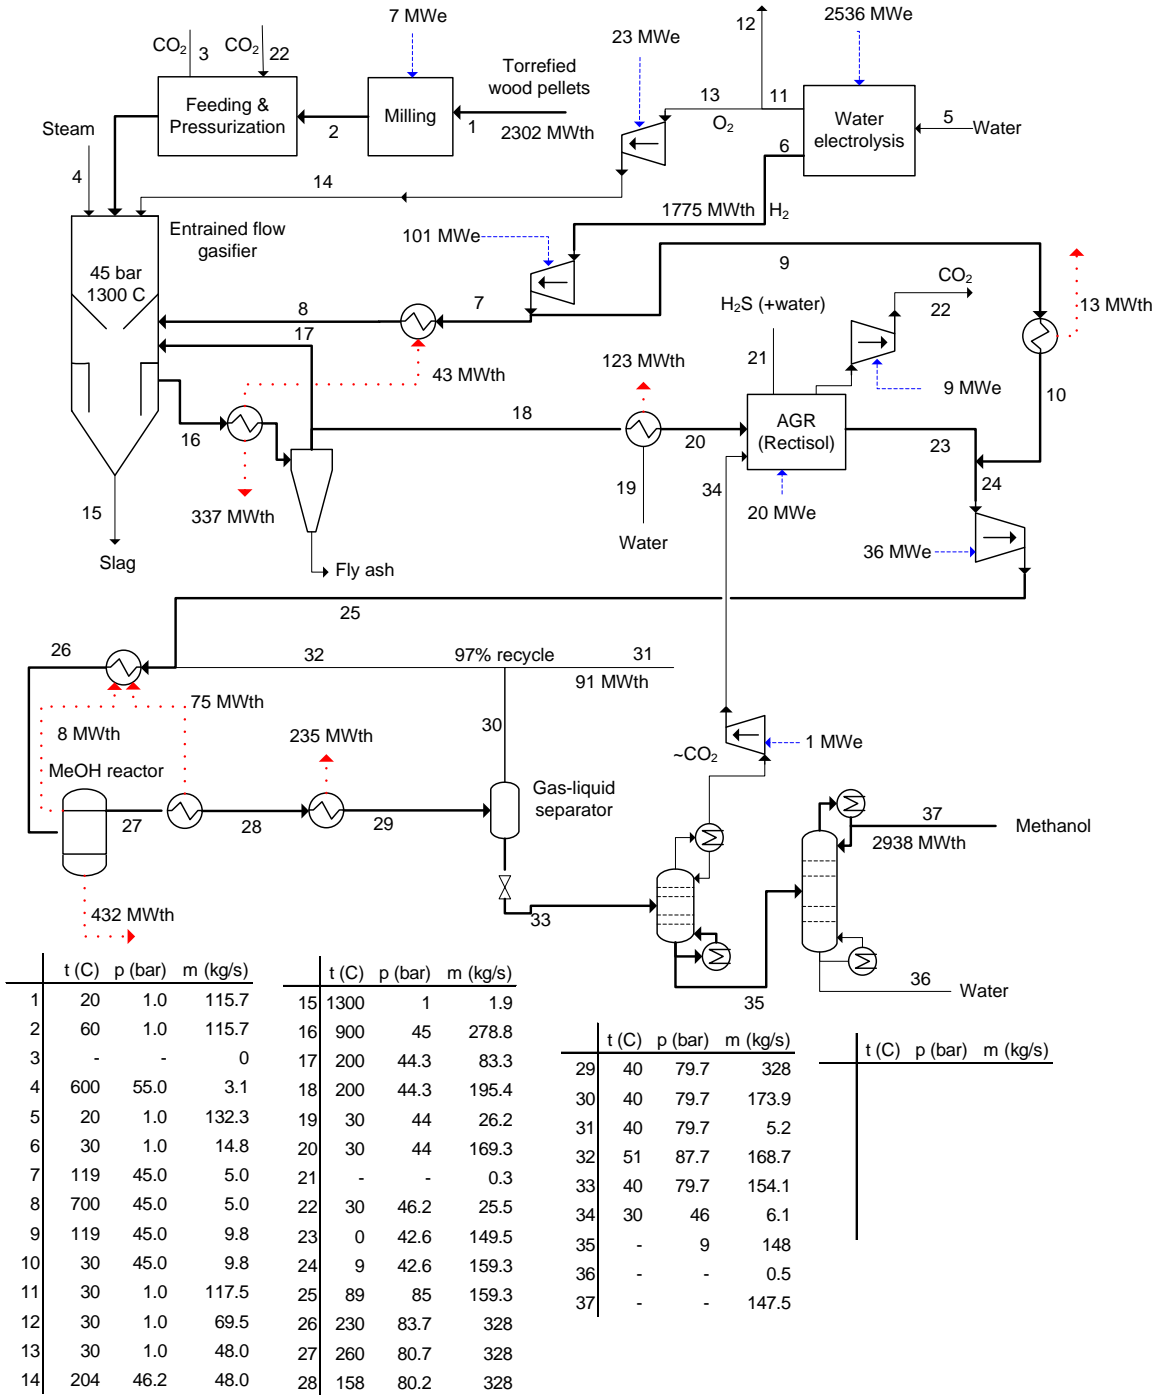 7 MWe
2536 MWe
12
CO2
3
CO2
22
23 MWe
Torrefied
wood pellets
13
O2
11
Feeding &
Pressurization
Milling
2
1
2302 MWth
Water
electrolysis
5
Water
6
Steam
4
14
1775 MWth
H2
Entrained flow
gasifier
101 MWe
45 bar
1300 C
9
CO2
22
13 MWth
8
7
H2S (+water)
17
21
43 MWth
123 MWth
9 MWe
10
18
16
20
AGR
(Rectisol)
23
34
24
15
337 MWth
19
20 MWe
36 MWe
Slag
Water
Fly ash
25
26
32
97% recycle
31
91 MWth
75 MWth
8 MWth
235 MWth
30
~CO2
1 MWe
MeOH reactor
Gas-liquid
separator
27
28
29
37
Methanol
2938 MWth
432 MWth
33
35
36
Water
t (C) p (bar) m (kg/s)
1 20 1.0 115.7
2 60 1.0 115.7
3 - - 0
4 600 55.0 3.1
5 20 1.0 132.3
6 30 1.0 14.8
7 119 45.0 5.0
8 700 45.0 5.0
9 119 45.0 9.8
10 30 45.0 9.8
11 30 1.0 117.5
12 30 1.0 69.5
13 30 1.0 48.0
14 204 46.2 48.0
t (C) p (bar) m (kg/s)
15 1300 1 1.9
16 900 45 278.8
17 200 44.3 83.3
18 200 44.3 195.4
19 30 44 26.2
20 30 44 169.3
21 - - 0.3
22 30 46.2 25.5
23 0 42.6 149.5
24 9 42.6 159.3
25 89 85 159.3
26 230 83.7 328
27 260 80.7 328
28 158 80.2 328
t (C) p (bar) m (kg/s)
29 40 79.7 328
30 40 79.7 173.9
31 40 79.7 5.2
32 51 87.7 168.7
33 40 79.7 154.1
34 30 46 6.1
35 - 9 148
36 - - 0.5
37 - - 147.5
t (C) p (bar) m (kg/s)